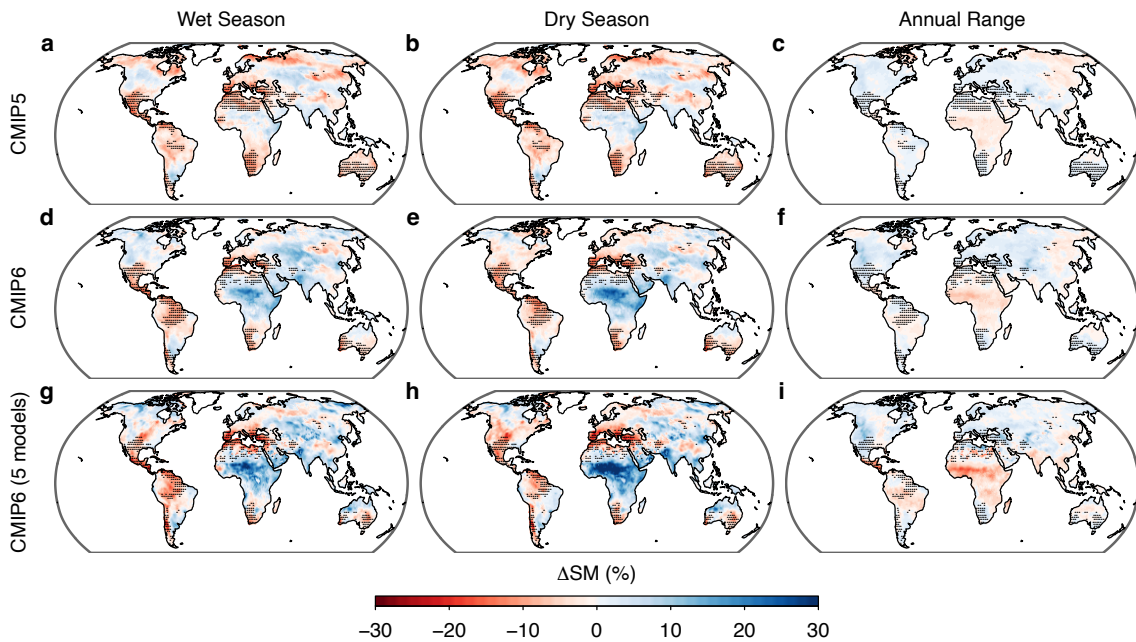 Wet Season
Dry Season
Annual Range
a
b
c
CMIP5
d
e
f
CMIP6
g
h
i
CMIP6 (5 models)
ΔSM (%)
−30
−20
−10
0
10
20
30